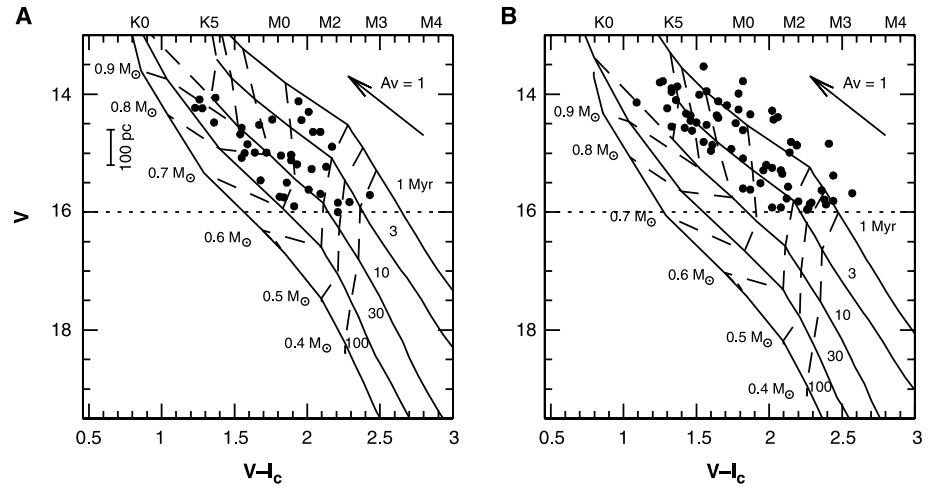 A
K0 K5 M0 M2 M3 M4
14
16
18
V
0.9 M⊙
0.8 M⊙
0.7 M⊙
0.6 M⊙
0.5 M⊙
0.4 M⊙
100 pc
Av = 1
1 Myr
3
10
30
100
0.5 1 1.5 2 2.5 3
V–Ic
B
K0 K5 M0 M2 M3 M4
14
16
18
0.9 M⊙
0.8 M⊙
0.7 M⊙
0.6 M⊙
0.5 M⊙
0.4 M⊙
Av = 1
1 Myr
3
10
30
100
0.5 1 1.5 2 2.5 3
V–Ic